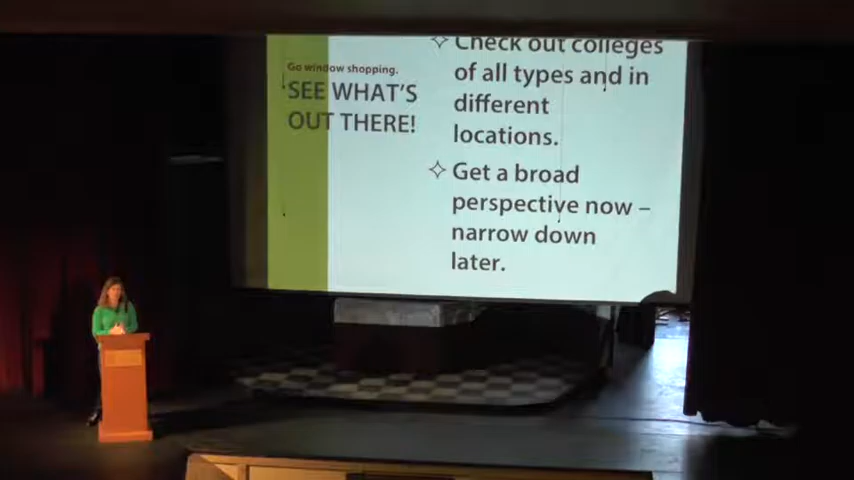 Go window shopping.
SEE WHAT'S
OUT THERE!
✧ Check out colleges
of all types and in
different
locations.
✧ Get a broad
perspective now –
narrow down
later.